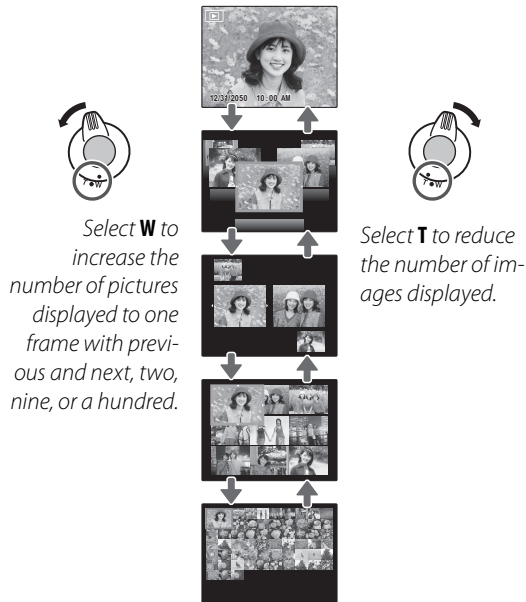 12/31/2050 10:00 AM
Select W to
increase the
number of pictures
displayed to one
frame with previ-
ous and next, two,
nine, or a hundred.
Select T to reduce
the number of im-
ages displayed.
T W
T W